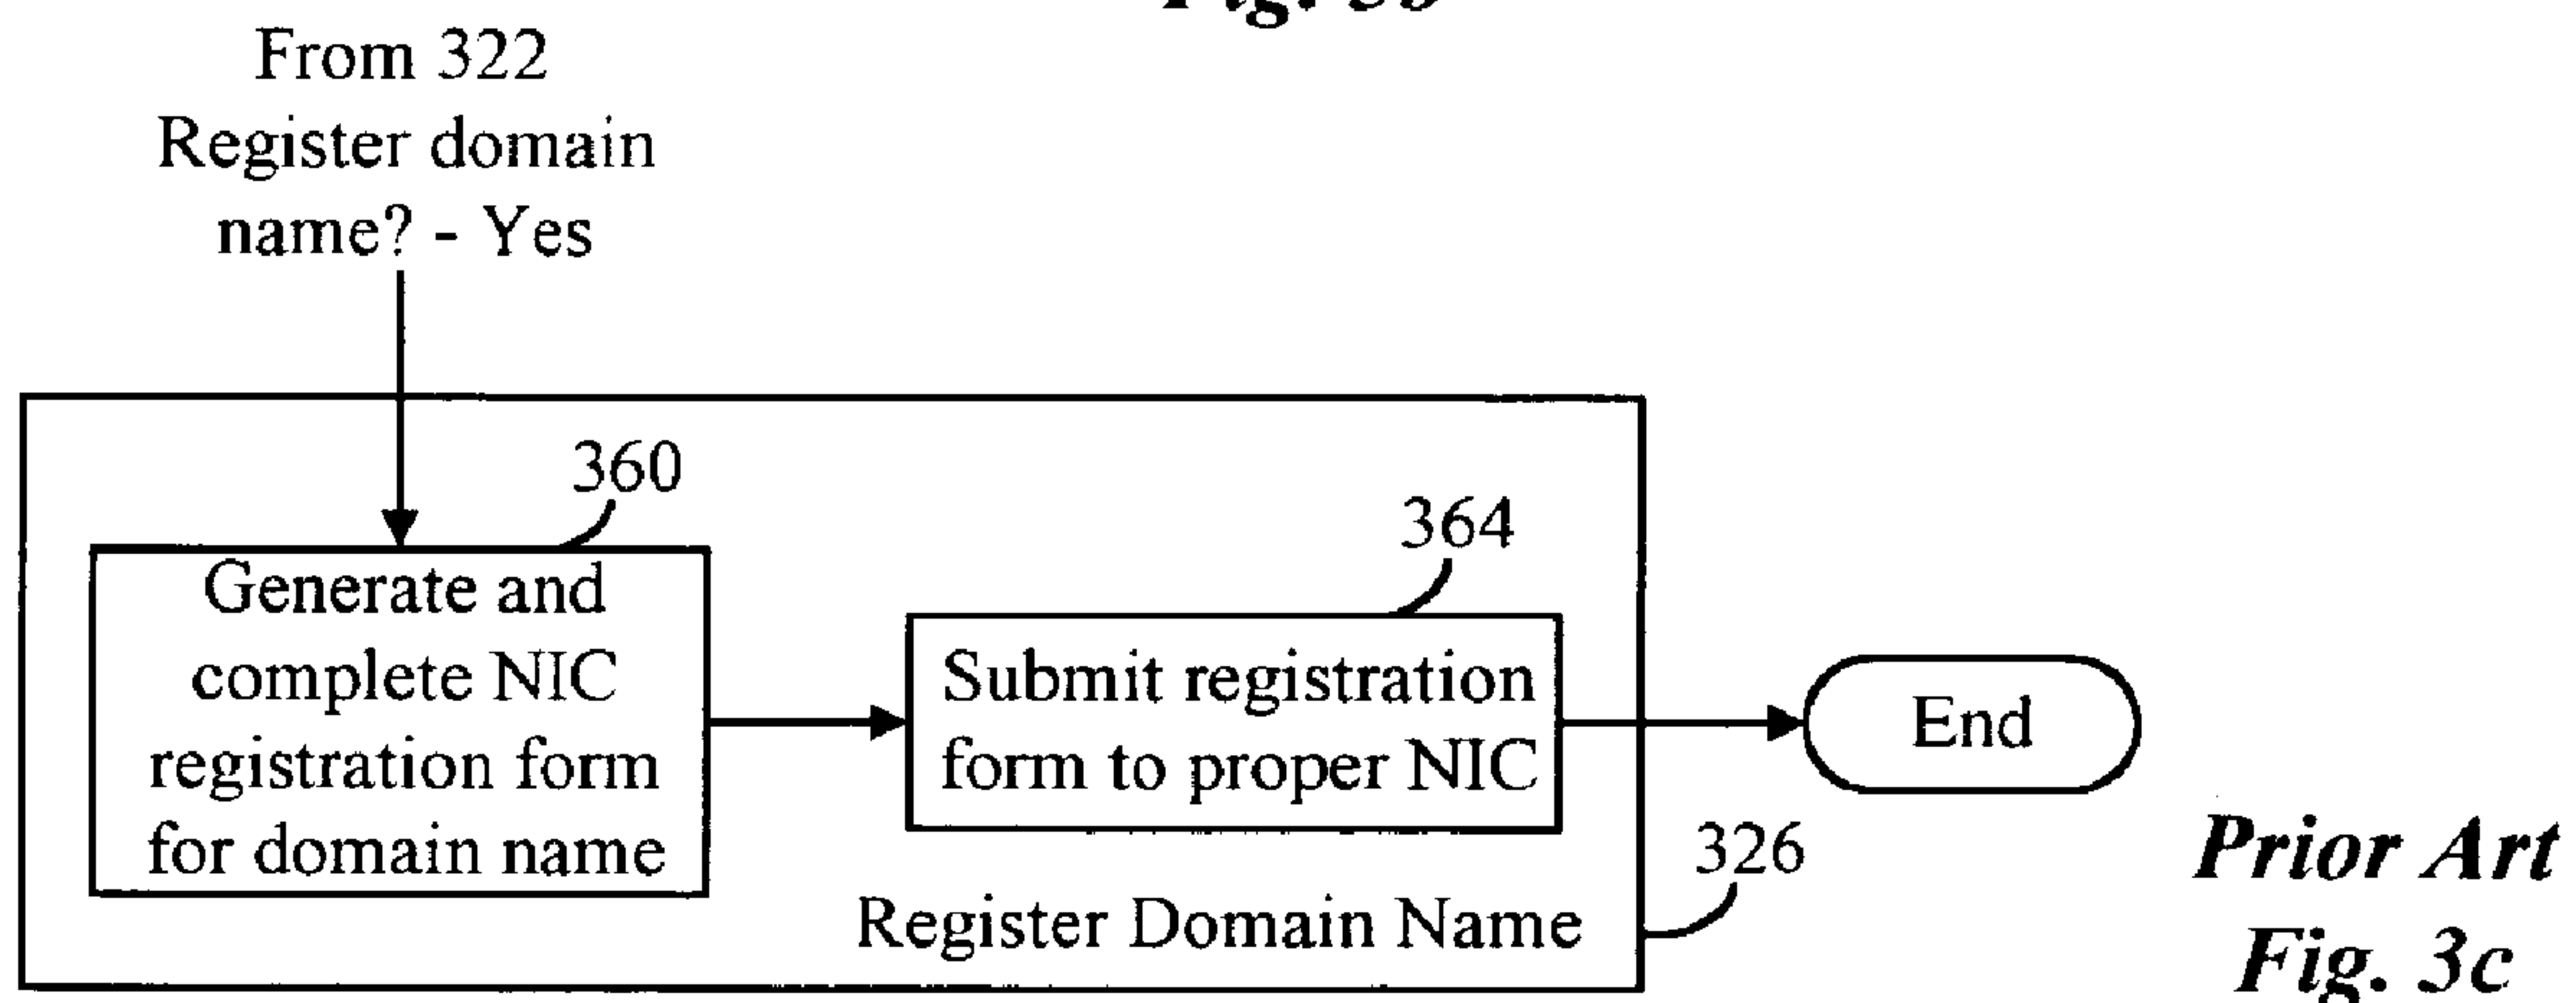 From 322
Register domain
name? - Yes
360
Generate and
complete NIC
registration form
for domain name
364
Submit registration
form to proper NIC
End
326
Register Domain Name
Prior Art
Fig. 3c